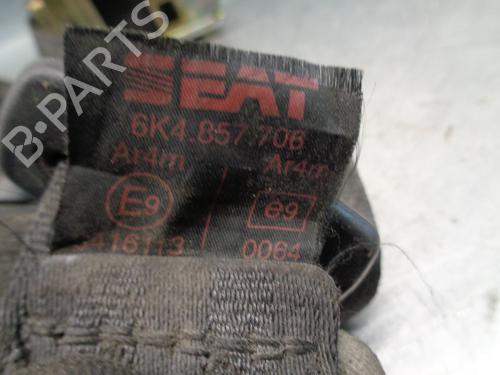 B-PARTS
SEAT
6K4.857.706
Ar4m Ar4m
E9 e9
416113 0064